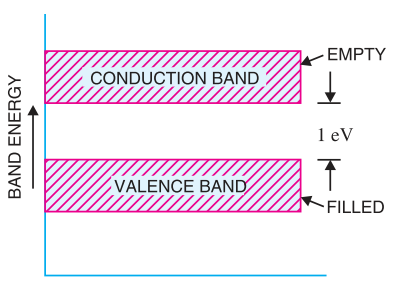 EMPTY
CONDUCTION BAND
BAND ENERGY
1 eV
VALENCE BAND
FILLED